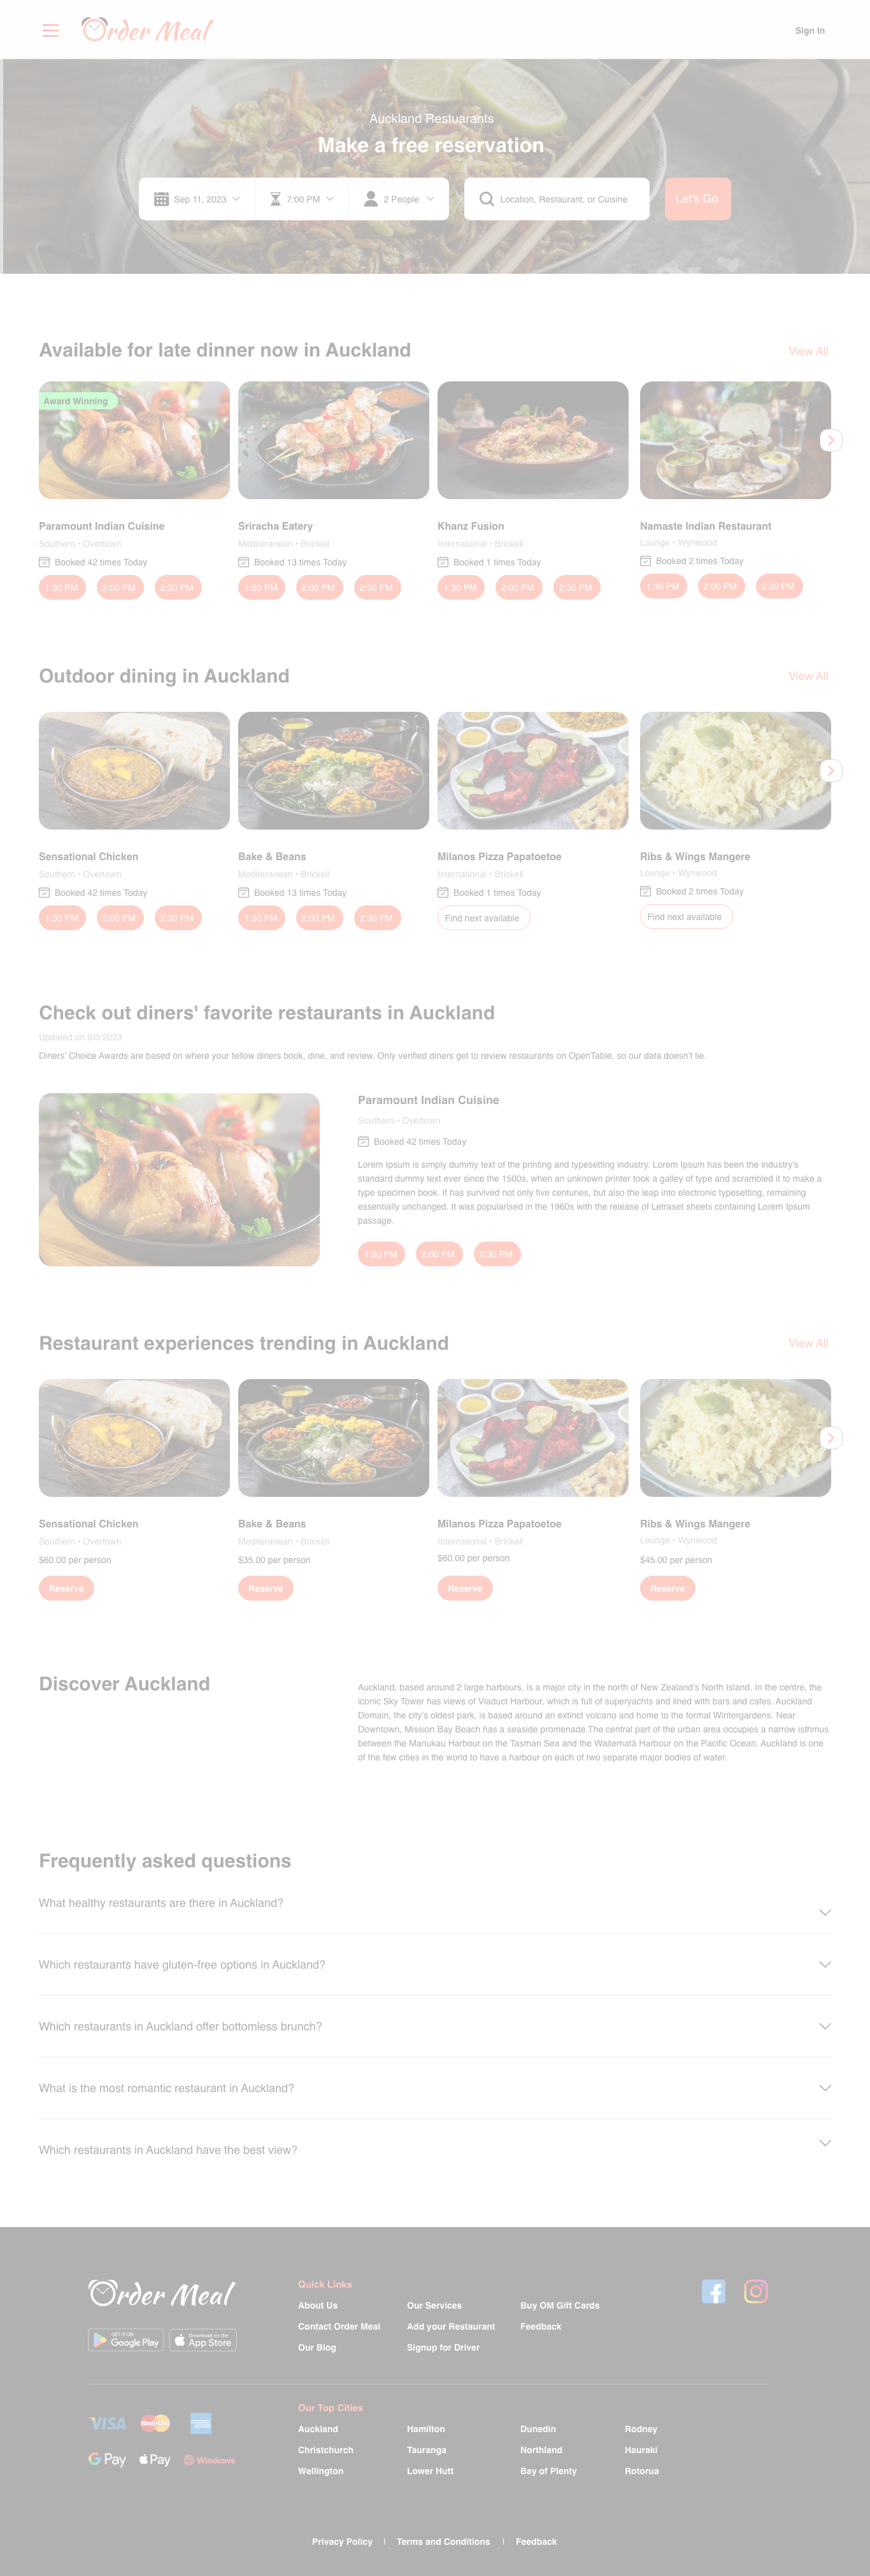 Order Meal
Sign In
Auckland Restuarants
Make a free reservation
Sep 11, 2023
7:00 PM
2 People
Location, Restaurant, or Cuisine
Let's Go
Available for late dinner now in Auckland
View All
Award Winning
Paramount Indian Cuisine
Southern • Overtown
Booked 42 times Today
1:30 PM 2:00 PM 2:30 PM
Sriracha Eatery
Mediteranean • Brickell
Booked 13 times Today
1:30 PM 2:00 PM 2:30 PM
Khanz Fusion
International • Brickell
Booked 1 times Today
1:30 PM 2:00 PM 2:30 PM
Namaste Indian Restaurant
Lounge • Wynwood
Booked 2 times Today
1:30 PM 2:00 PM 2:30 PM
Outdoor dining in Auckland
View All
Sensational Chicken
Southern • Overtown
Booked 42 times Today
1:30 PM 2:00 PM 2:30 PM
Bake & Beans
Mediteranean • Brickell
Booked 13 times Today
1:30 PM 2:00 PM 2:30 PM
Milanos Pizza Papatoetoe
International • Brickell
Booked 1 times Today
Find next available
Ribs & Wings Mangere
Lounge • Wynwood
Booked 2 times Today
Find next available
Check out diners' favorite restaurants in Auckland
Updated on 9/5/2023
Diners' Choice Awards are based on where your fellow diners book, dine, and review. Only verified diners get to review restaurants on OpenTable, so our data doesn't lie.
Paramount Indian Cuisine
Southern • Overtown
Booked 42 times Today
Lorem Ipsum is simply dummy text of the printing and typesetting industry. Lorem Ipsum has been the industry's
standard dummy text ever since the 1500s, when an unknown printer took a galley of type and scrambled it to make a
type specimen book. It has survived not only five centuries, but also the leap into electronic typesetting, remaining
essentially unchanged. It was popularised in the 1960s with the release of Letraset sheets containing Lorem Ipsum
passage.
1:30 PM 2:00 PM 2:30 PM
Restaurant experiences trending in Auckland
View All
Sensational Chicken
Southern • Overtown
$60.00 per person
Reserve
Bake & Beans
Mediteranean • Brickell
$35.00 per person
Reserve
Milanos Pizza Papatoetoe
International • Brickell
$60.00 per person
Reserve
Ribs & Wings Mangere
Lounge • Wynwood
$45.00 per person
Reserve
Discover Auckland
Auckland, based around 2 large harbours, is a major city in the north of New Zealand's North Island. In the centre, the
iconic Sky Tower has views of Viaduct Harbour, which is full of superyachts and lined with bars and cafes. Auckland
Domain, the city's oldest park, is based around an extinct volcano and home to the formal Wintergardens. Near
Downtown, Mission Bay Beach has a seaside promenade.The central part of the urban area occupies a narrow isthmus
between the Manukau Harbour on the Tasman Sea and the Waitematā Harbour on the Pacific Ocean. Auckland is one
of the few cities in the world to have a harbour on each of two separate major bodies of water.
Frequently asked questions
What healthy restaurants are there in Auckland?
Which restaurants have gluten-free options in Auckland?
Which restaurants in Auckland offer bottomless brunch?
What is the most romantic restaurant in Auckland?
Which restaurants in Auckland have the best view?
Order Meal
GET IT ON
Google Play
Download on the
App Store
Quick Links
About Us
Our Services
Buy OM Gift Cards
Contact Order Meal
Add your Restaurant
Feedback
Our Blog
Signup for Driver
VISA
MasterCard
AMERICAN EXPRESS
G Pay
Pay
Windcave
Our Top Cities
Auckland
Hamilton
Dunedin
Rodney
Christchurch
Tauranga
Northland
Hauraki
Wellington
Lower Hutt
Bay of Plenty
Rotorua
Privacy Policy | Terms and Conditions | Feedback